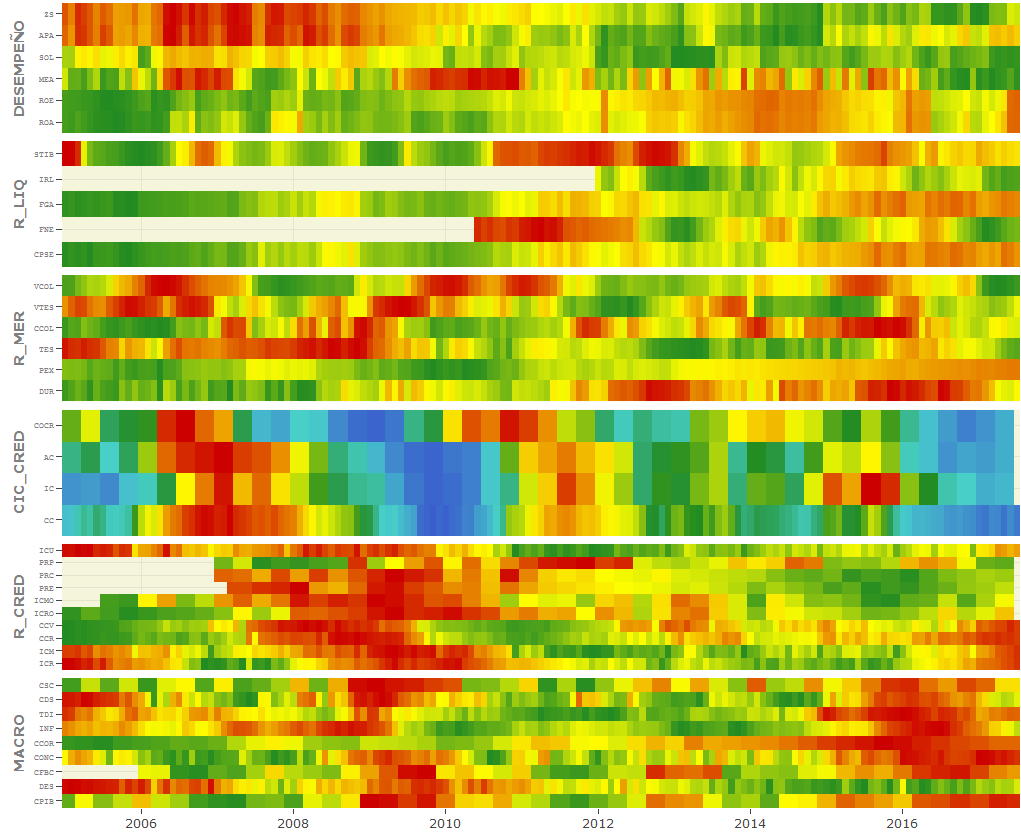 DESEMPEÑO
ZS
APA
SOL
MEA
ROE
ROA
R_LIQ
STIB
IRL
FGA
FNE
CPSE
R_MER
VCOL
VTES
CCOL
TES
PEX
DUR
CIC_CRED
COCR
AC
IC
CC
R_CRED
ICU
PRP
PRC
PRE
ICMO
ICRO
CCV
CCR
ICM
ICR
MACRO
CSC
CDS
TDI
INF
CCOR
CONC
CFBC
DES
CPIB
2006 2008 2010 2012 2014 2016